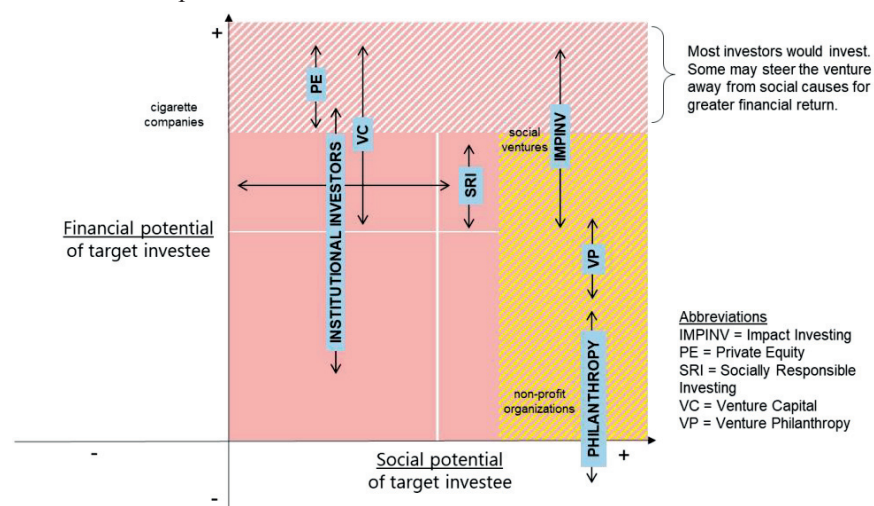 +
Most investors would invest.
Some may steer the venture
away from social causes for
greater financial return.
PE
cigarette
companies
VC
IMPINV
social
ventures
INSTITUTIONAL INVESTORS
SRI
Financial potential
of target investee
VP
Abbreviations
IMPINV = Impact Investing
PE = Private Equity
SRI = Socially Responsible
Investing
VC = Venture Capital
VP = Venture Philanthropy
non-profit
organizations
PHILANTHROPY
-
Social potential
of target investee
+
-